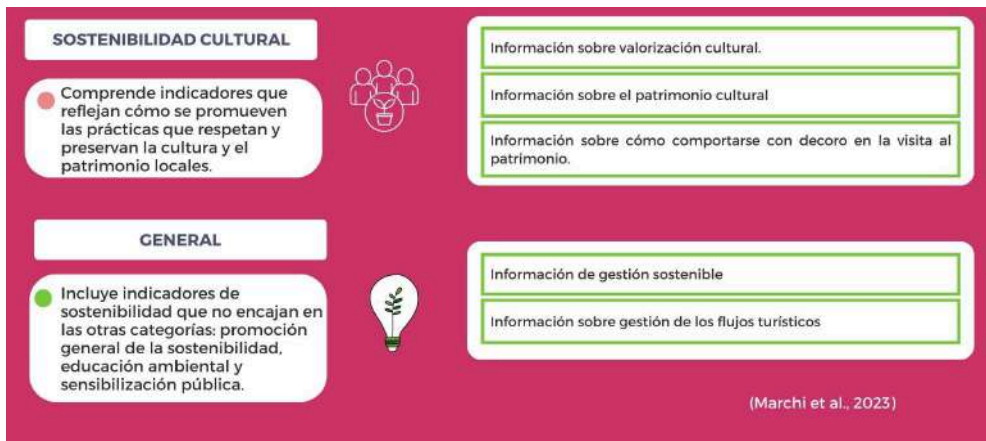 SOSTENIBILIDAD CULTURAL
Comprende indicadores que
reflejan cómo se promueven
las prácticas que respetan y
preservan la cultura y el
patrimonio locales.
Información sobre valorización cultural.
Información sobre el patrimonio cultural
Información sobre cómo comportarse con decoro en la visita al
patrimonio.
GENERAL
Incluye indicadores de
sostenibilidad que no encajan en
las otras categorías: promoción
general de la sostenibilidad,
educación ambiental y
sensibilización pública.
Información de gestión sostenible
Información sobre gestión de los flujos turísticos
(Marchi et al., 2023)